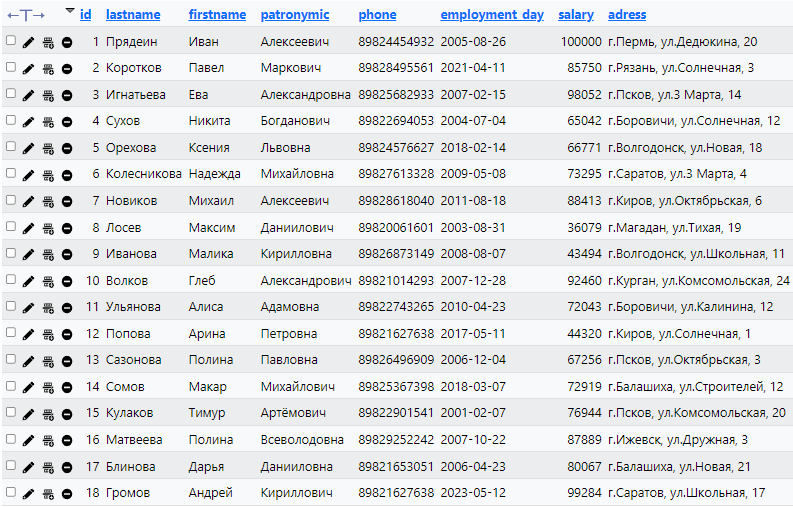 id lastname firstname patronymic phone employment_day salary adress
1 Прядеин Иван Алексеевич 89824454932 2005-08-26 100000 г.Пермь, ул.Дедюкина, 20
2 Коротков Павел Маркович 89828495561 2021-04-11 85750 г.Рязань, ул.Солнечная, 3
3 Игнатьева Ева Александровна 89825682933 2007-02-15 98052 г.Псков, ул.3 Марта, 14
4 Сухов Никита Богданович 89822694053 2004-07-04 65042 г.Боровичи, ул.Солнечная, 12
5 Орехова Ксения Львовна 89824576627 2018-02-14 66771 г.Волгодонск, ул.Новая, 18
6 Колесникова Надежда Михайловна 89827613328 2009-05-08 73295 г.Саратов, ул.3 Марта, 4
7 Новиков Михаил Алексеевич 89828618040 2011-08-18 88413 г.Киров, ул.Октябрьская, 6
8 Лосев Максим Даниилович 89820061601 2003-08-31 36079 г.Магадан, ул.Тихая, 19
9 Иванова Малика Кирилловна 89826873149 2008-08-07 43494 г.Волгодонск, ул.Школьная, 11
10 Волков Глеб Александрович 89821014293 2007-12-28 92460 г.Курган, ул.Комсомольская, 24
11 Ульянова Алиса Адамовна 89822743265 2010-04-23 72043 г.Боровичи, ул.Калинина, 12
12 Попова Арина Петровна 89821627638 2017-05-11 44320 г.Киров, ул.Солнечная, 1
13 Сазонова Полина Павловна 89826496909 2006-12-04 67256 г.Псков, ул.Октябрьская, 3
14 Сомов Макар Михайлович 89825367398 2018-03-07 72919 г.Балашиха, ул.Строителей, 12
15 Кулаков Тимур Артёмович 89822901541 2001-02-07 76944 г.Псков, ул.Комсомольская, 20
16 Матвеева Полина Всеволодовна 89829252242 2007-10-22 87889 г.Ижевск, ул.Дружная, 3
17 Блинова Дарья Данииловна 89821653051 2006-04-23 80067 г.Балашиха, ул.Новая, 21
18 Громов Андрей Кириллович 89821627638 2023-05-12 99284 г.Саратов, ул.Школьная, 17